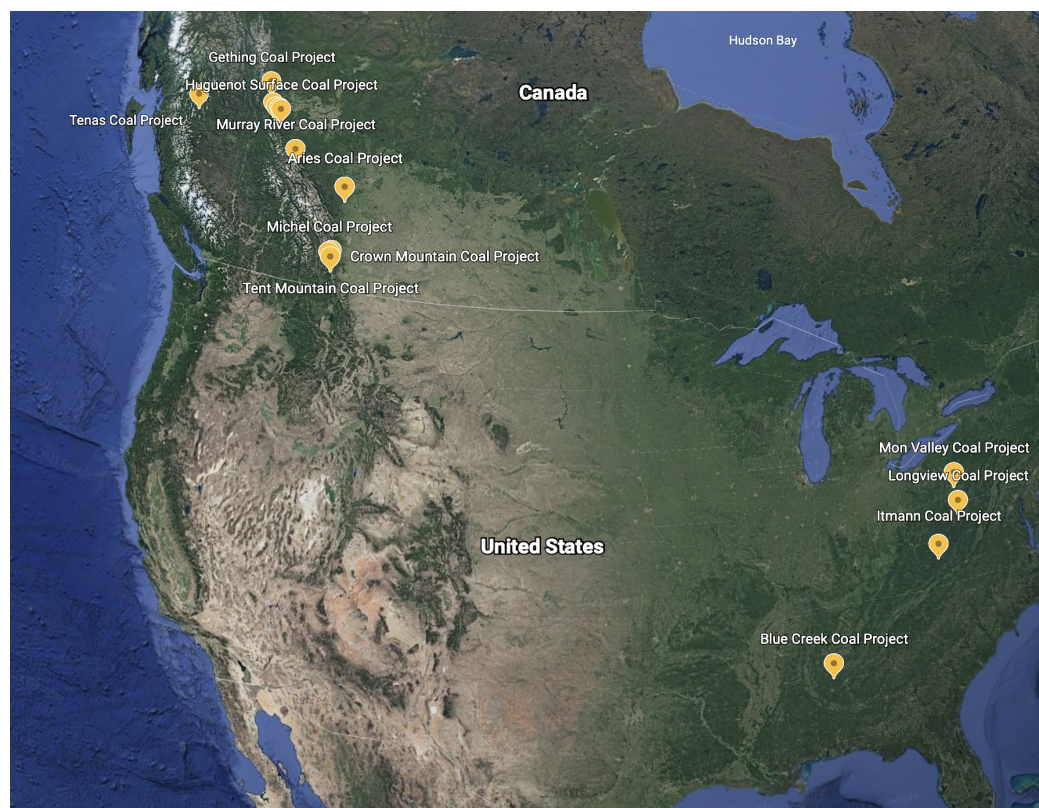 Hudson Bay
Gething Coal Project
Huguenot Surface Coal Project
Canada
Tenas Coal Project
Murray River Coal Project
Aries Coal Project
Michel Coal Project
Crown Mountain Coal Project
Tent Mountain Coal Project
Mon Valley Coal Project
Longview Coal Project
Itmann Coal Project
United States
Blue Creek Coal Project